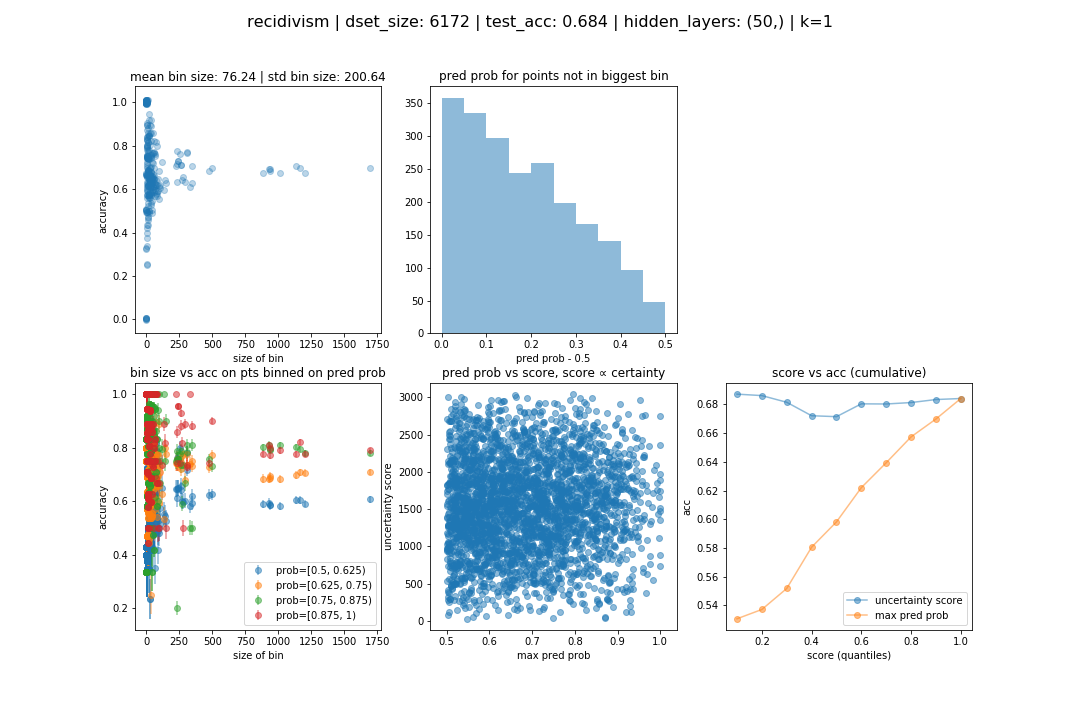 recidivism | dset_size: 6172 | test_acc: 0.684 | hidden_layers: (50,) | k=1
mean bin size: 76.24 | std bin size: 200.64
1.0
0.8
0.6
0.4
0.2
0.0
accuracy
0 250 500 750 1000 1250 1500 1750
size of bin
pred prob for points not in biggest bin
350
300
250
200
150
100
50
0
0.0 0.1 0.2 0.3 0.4 0.5
pred prob - 0.5
bin size vs acc on pts binned on pred prob
1.0
0.8
0.6
0.4
0.2
accuracy
prob=[0.5, 0.625)
prob=[0.625, 0.75)
prob=[0.75, 0.875)
prob=[0.875, 1)
0 250 500 750 1000 1250 1500 1750
size of bin
pred prob vs score, score ∝ certainty
3000
2500
2000
1500
1000
500
0
uncertainty score
0.5 0.6 0.7 0.8 0.9 1.0
max pred prob
score vs acc (cumulative)
0.68
0.66
0.64
0.62
0.60
0.58
0.56
0.54
acc
uncertainty score
max pred prob
0.2 0.4 0.6 0.8 1.0
score (quantiles)